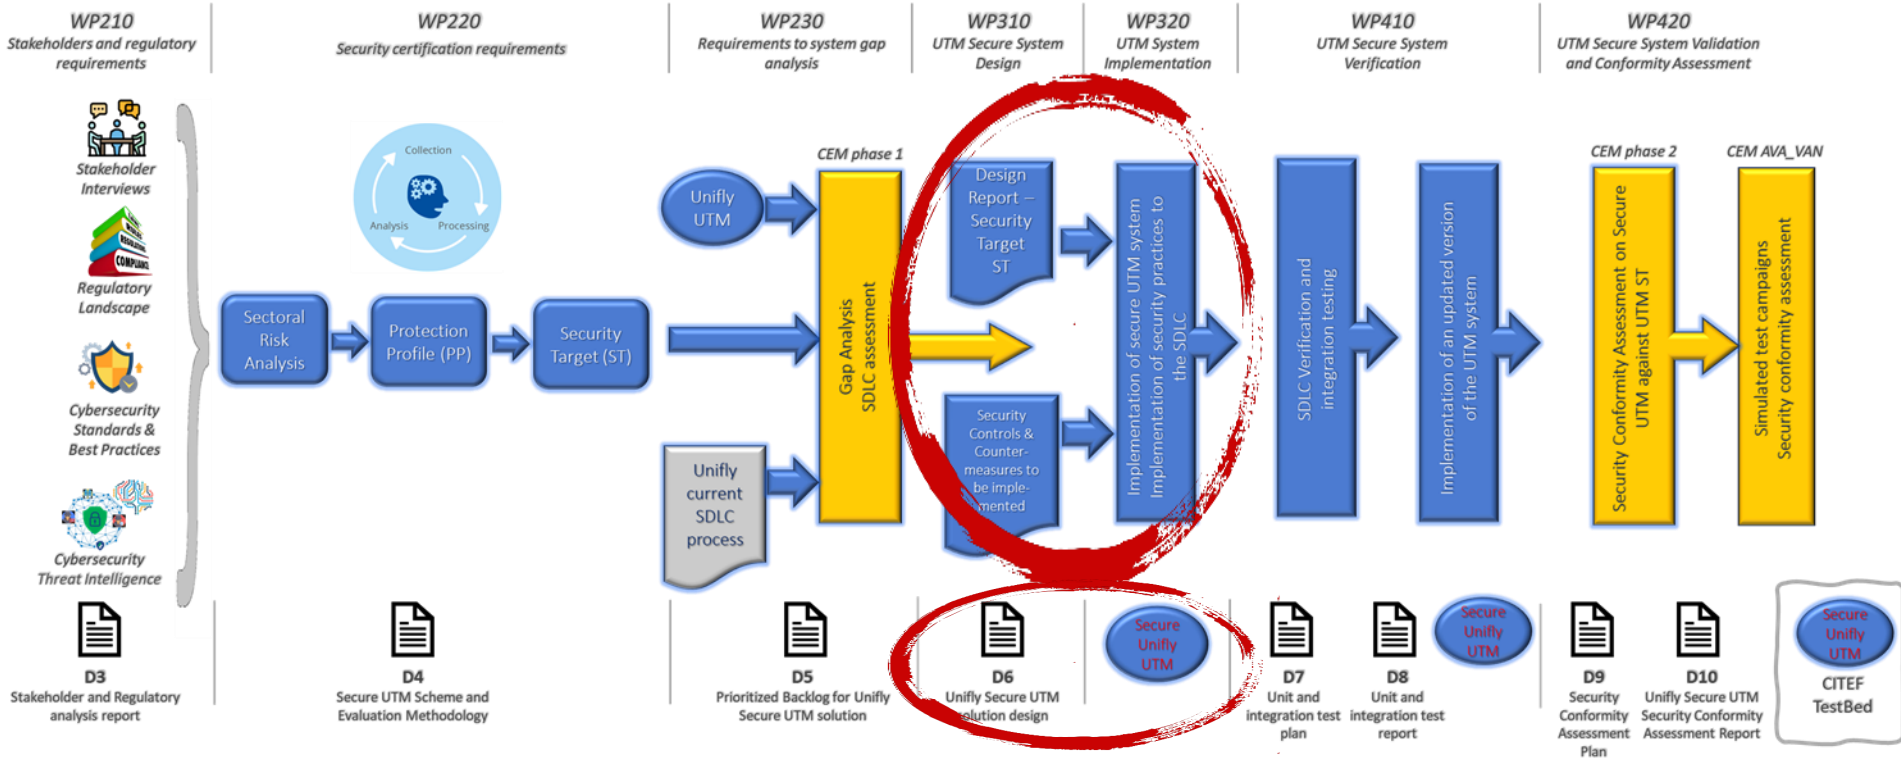 WP210
Stakeholders and regulatory
requirements
WP220
Security certification requirements
WP230
Requirements to system gap
analysis
WP310
UTM Secure System
Design
WP320
UTM System
Implementation
WP410
UTM Secure System
Verification
WP420
UTM Secure System Validation
and Conformity Assessment
Stakeholder
Interviews
REGULATIONS
COMPLIANCE
Regulatory
Landscape
Cybersecurity
Standards &
Best Practices
Cybersecurity
Threat Intelligence
Collection
Analysis
Processing
Sectoral
Risk
Analysis
Protection
Profile (PP)
Security
Target (ST)
Unifly
UTM
Unifly
current
SDLC
process
CEM phase 1
Gap Analysis
SDLC assessment
Design
Report –
Security
Target
ST
Security
Controls &
Counter-
measures to
be imple-
mented
Implementation of secure UTM system
Implementation of security practices to
the SDLC
SDLC Verification and
integration testing
Implementation of an updated version
of the UTM system
CEM phase 2
Security Conformity Assessment on Secure
UTM against UTM ST
CEM AVA_VAN
Simulated test campaigns
Security conformity assessment
D3
Stakeholder and Regulatory
analysis report
D4
Secure UTM Scheme and
Evaluation Methodology
D5
Prioritized Backlog for Unifly
Secure UTM solution
D6
Unifly Secure UTM
solution design
Secure
Unifly
UTM
D7
Unit and
integration test
plan
D8
Unit and
integration test
report
Secure
Unifly
UTM
D9
Security
Conformity
Assessment
Plan
D10
Unifly Secure UTM
Security Conformity
Assessment Report
Secure
Unifly
UTM
CITEF
TestBed